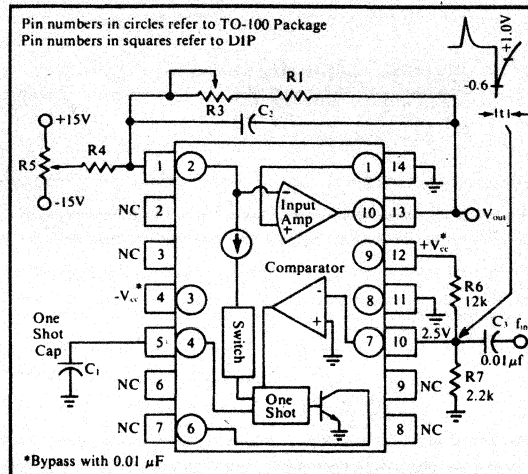 Pin numbers in circles refer to TO-100 Package
Pin numbers in squares refer to DIP
+1.0V
-0.6
t
R1
R3
C2
+15V
R5
R4
-15V
1
2
1
14
NC
2
Input
Amp
-
+
10
13
Vout
NC
3
9
12
+Vcc*
Comparator
R6
12k
-Vcc*
4
3
8
11
One
Shot
Cap
5
4
-
+
7
10
2.5V
C3
fin
0.01 µf
C1
Switch
NC
6
9
NC
R7
2.2k
One
Shot
NC
7
6
8
NC
*Bypass with 0.01 µF